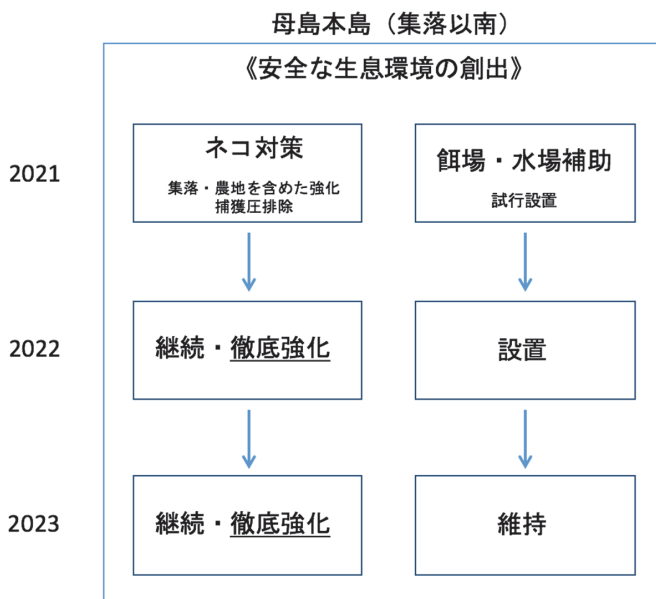 母島本島（集落以南）
《安全な生息環境の創出》
2021
ネコ対策
集落・農地を含めた強化
捕獲圧排除
餌場・水場補助
試行設置
2022
継続・徹底強化
設置
2023
継続・徹底強化
維持